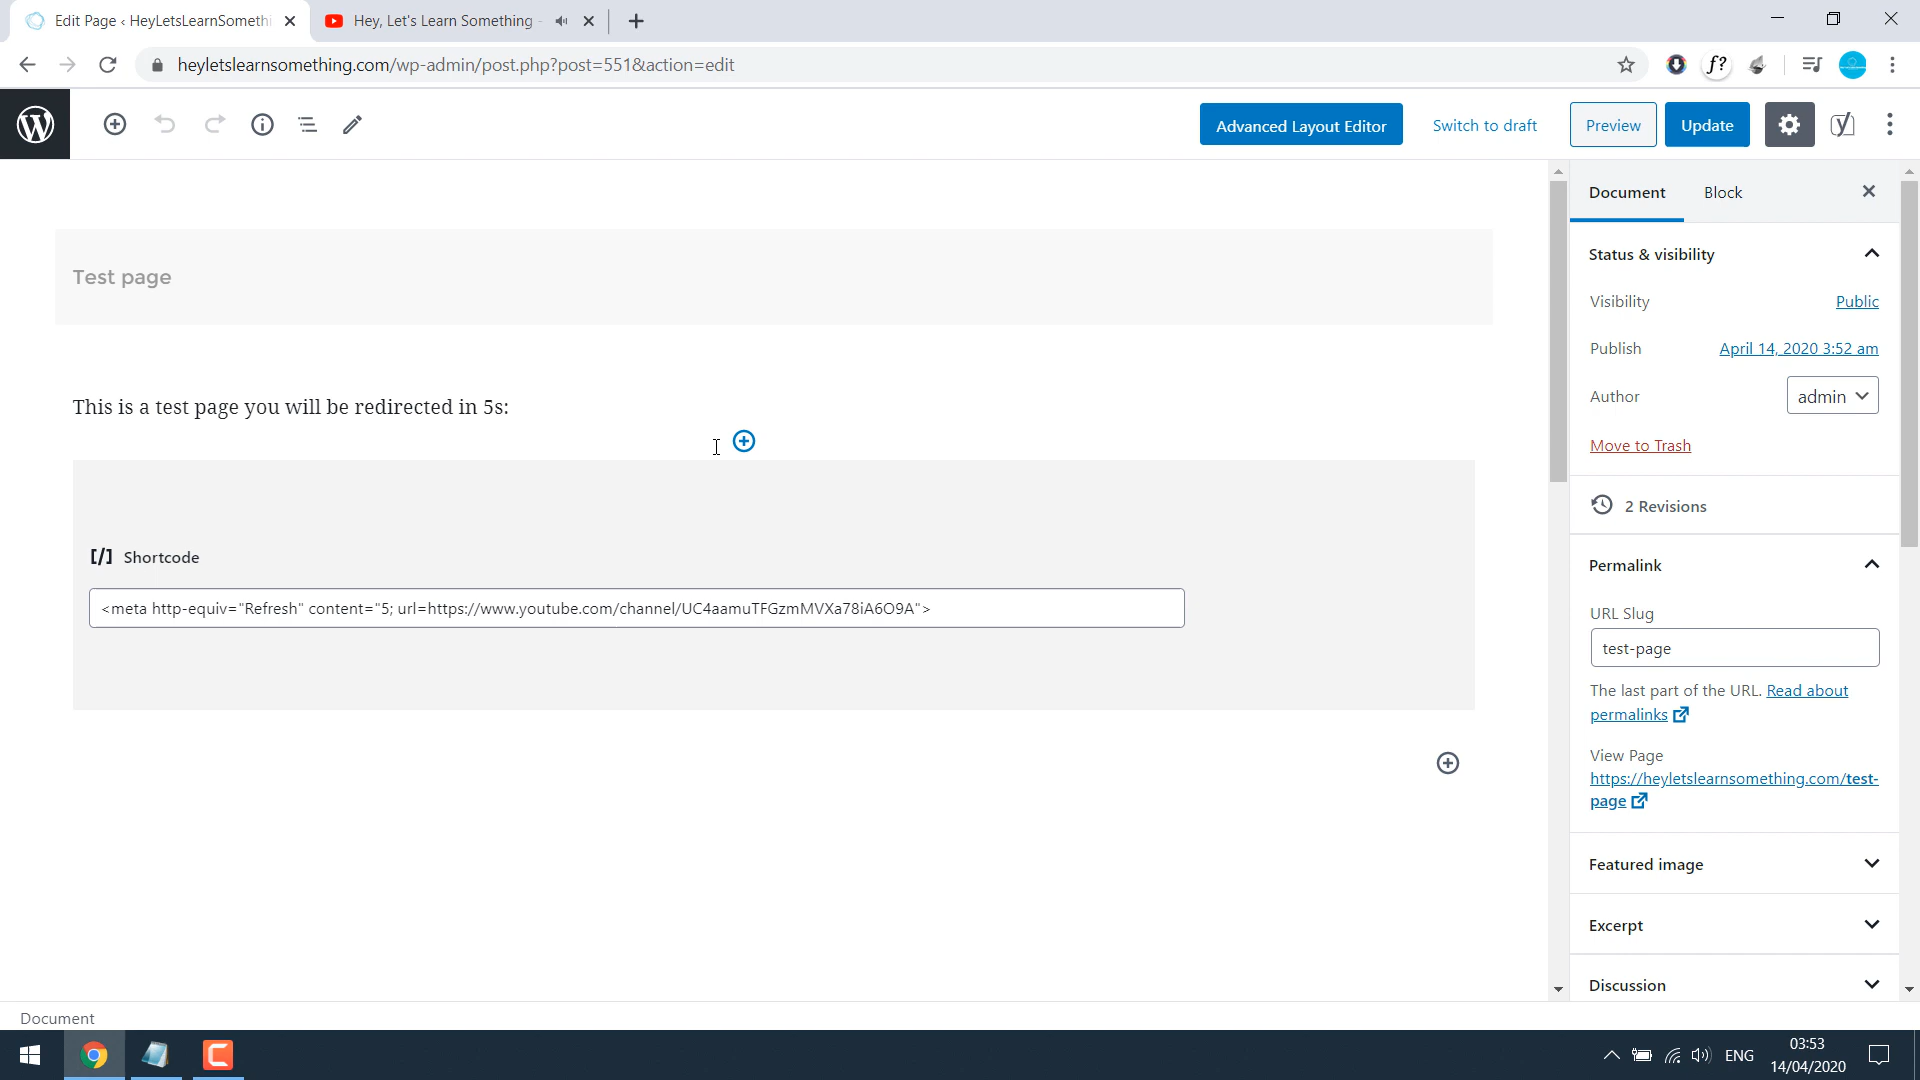 Edit Page ‹ HeyLetsLearnSomethi
Hey, Let's Learn Something -
heyletslearnsomething.com/wp-admin/post.php?post=551&action=edit
f?
Advanced Layout Editor
Switch to draft
Preview
Update
Document
Block
Test page
Status & visibility
Visibility
Public
Publish
April 14, 2020 3:52 am
This is a test page you will be redirected in 5s:
Author
admin
Move to Trash
2 Revisions
[/] Shortcode
Permalink
<meta http-equiv="Refresh" content="5; url=https://www.youtube.com/channel/UC4aamuTFGzmMVXa78iA6O9A">
URL Slug
test-page
The last part of the URL. Read about
permalinks
View Page
https://heyletslearnsomething.com/test-
page
Featured image
Excerpt
Discussion
Document
ENG
03:53
14/04/2020